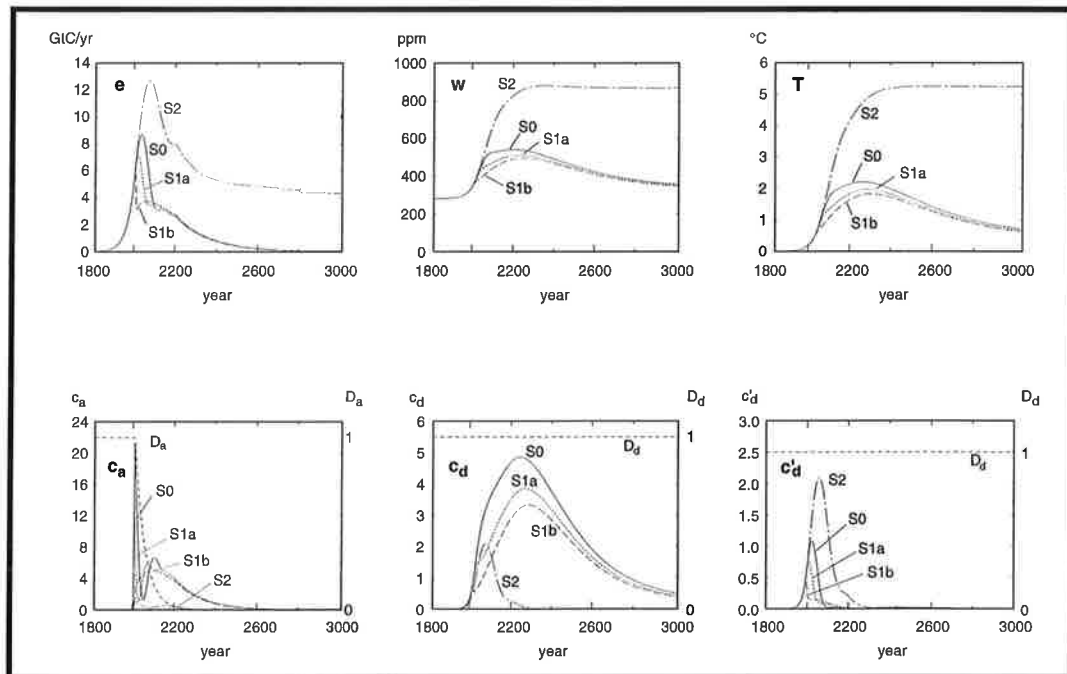 GtC/yr
14
12
10
8
6
4
2
0
e
S2
S0
S1a
S1b
1800 2200 2600 3000
year
ppm
1000
800
600
400
200
0
w
S2
S0
S1a
S1b
1800 2200 2600 3000
year
°C
6
5
4
3
2
1
0
T
S2
S0
S1a
S1b
1800 2200 2600 3000
year
ca Da
24
20
16
12
8
4
0
1
0
Da
ca
S0
S1a
S1b
S2
1800 2200 2600 3000
year
cd Dd
6
5
4
3
2
1
0
1
0
Dd
cd
S0
S1a
S1b
S2
1800 2200 2600 3000
year
c'd Dd
3.0
2.5
2.0
1.5
1.0
0.5
0.0
1
0
Dd
c'd
S2
S0
S1a
S1b
1800 2200 2600 3000
year